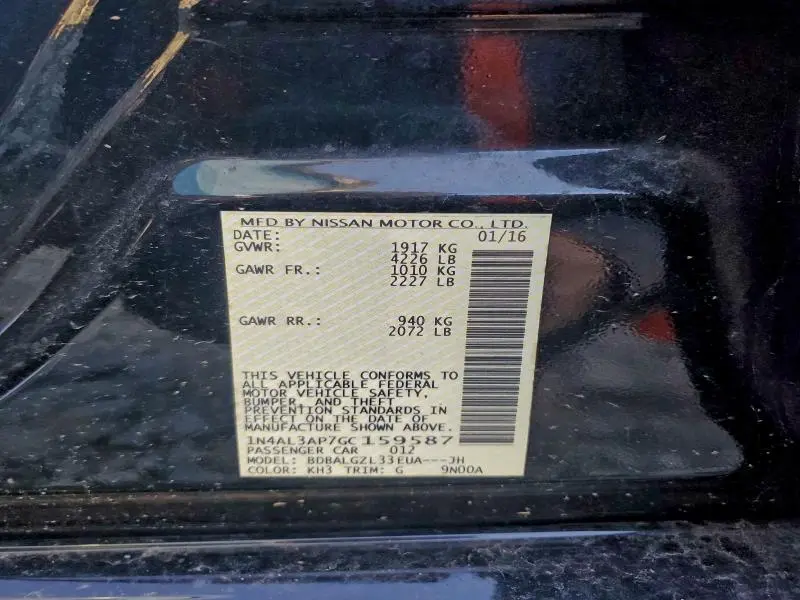 MFD BY NISSAN MOTOR CO., LTD.
DATE: 01/16
GVWR: 1917 KG
4226 LB
GAWR FR.: 1010 KG
2227 LB
GAWR RR.: 940 KG
2072 LB
THIS VEHICLE CONFORMS TO
ALL APPLICABLE FEDERAL
MOTOR VEHICLE SAFETY,
BUMPER, AND THEFT
PREVENTION STANDARDS IN
EFFECT ON THE DATE OF
MANUFACTURE SHOWN ABOVE.
1N4AL3AP7GC159587
PASSENGER CAR 012
MODEL: BDBALGZL33EUA---JH
COLOR: KH3 TRIM: G 9N00A